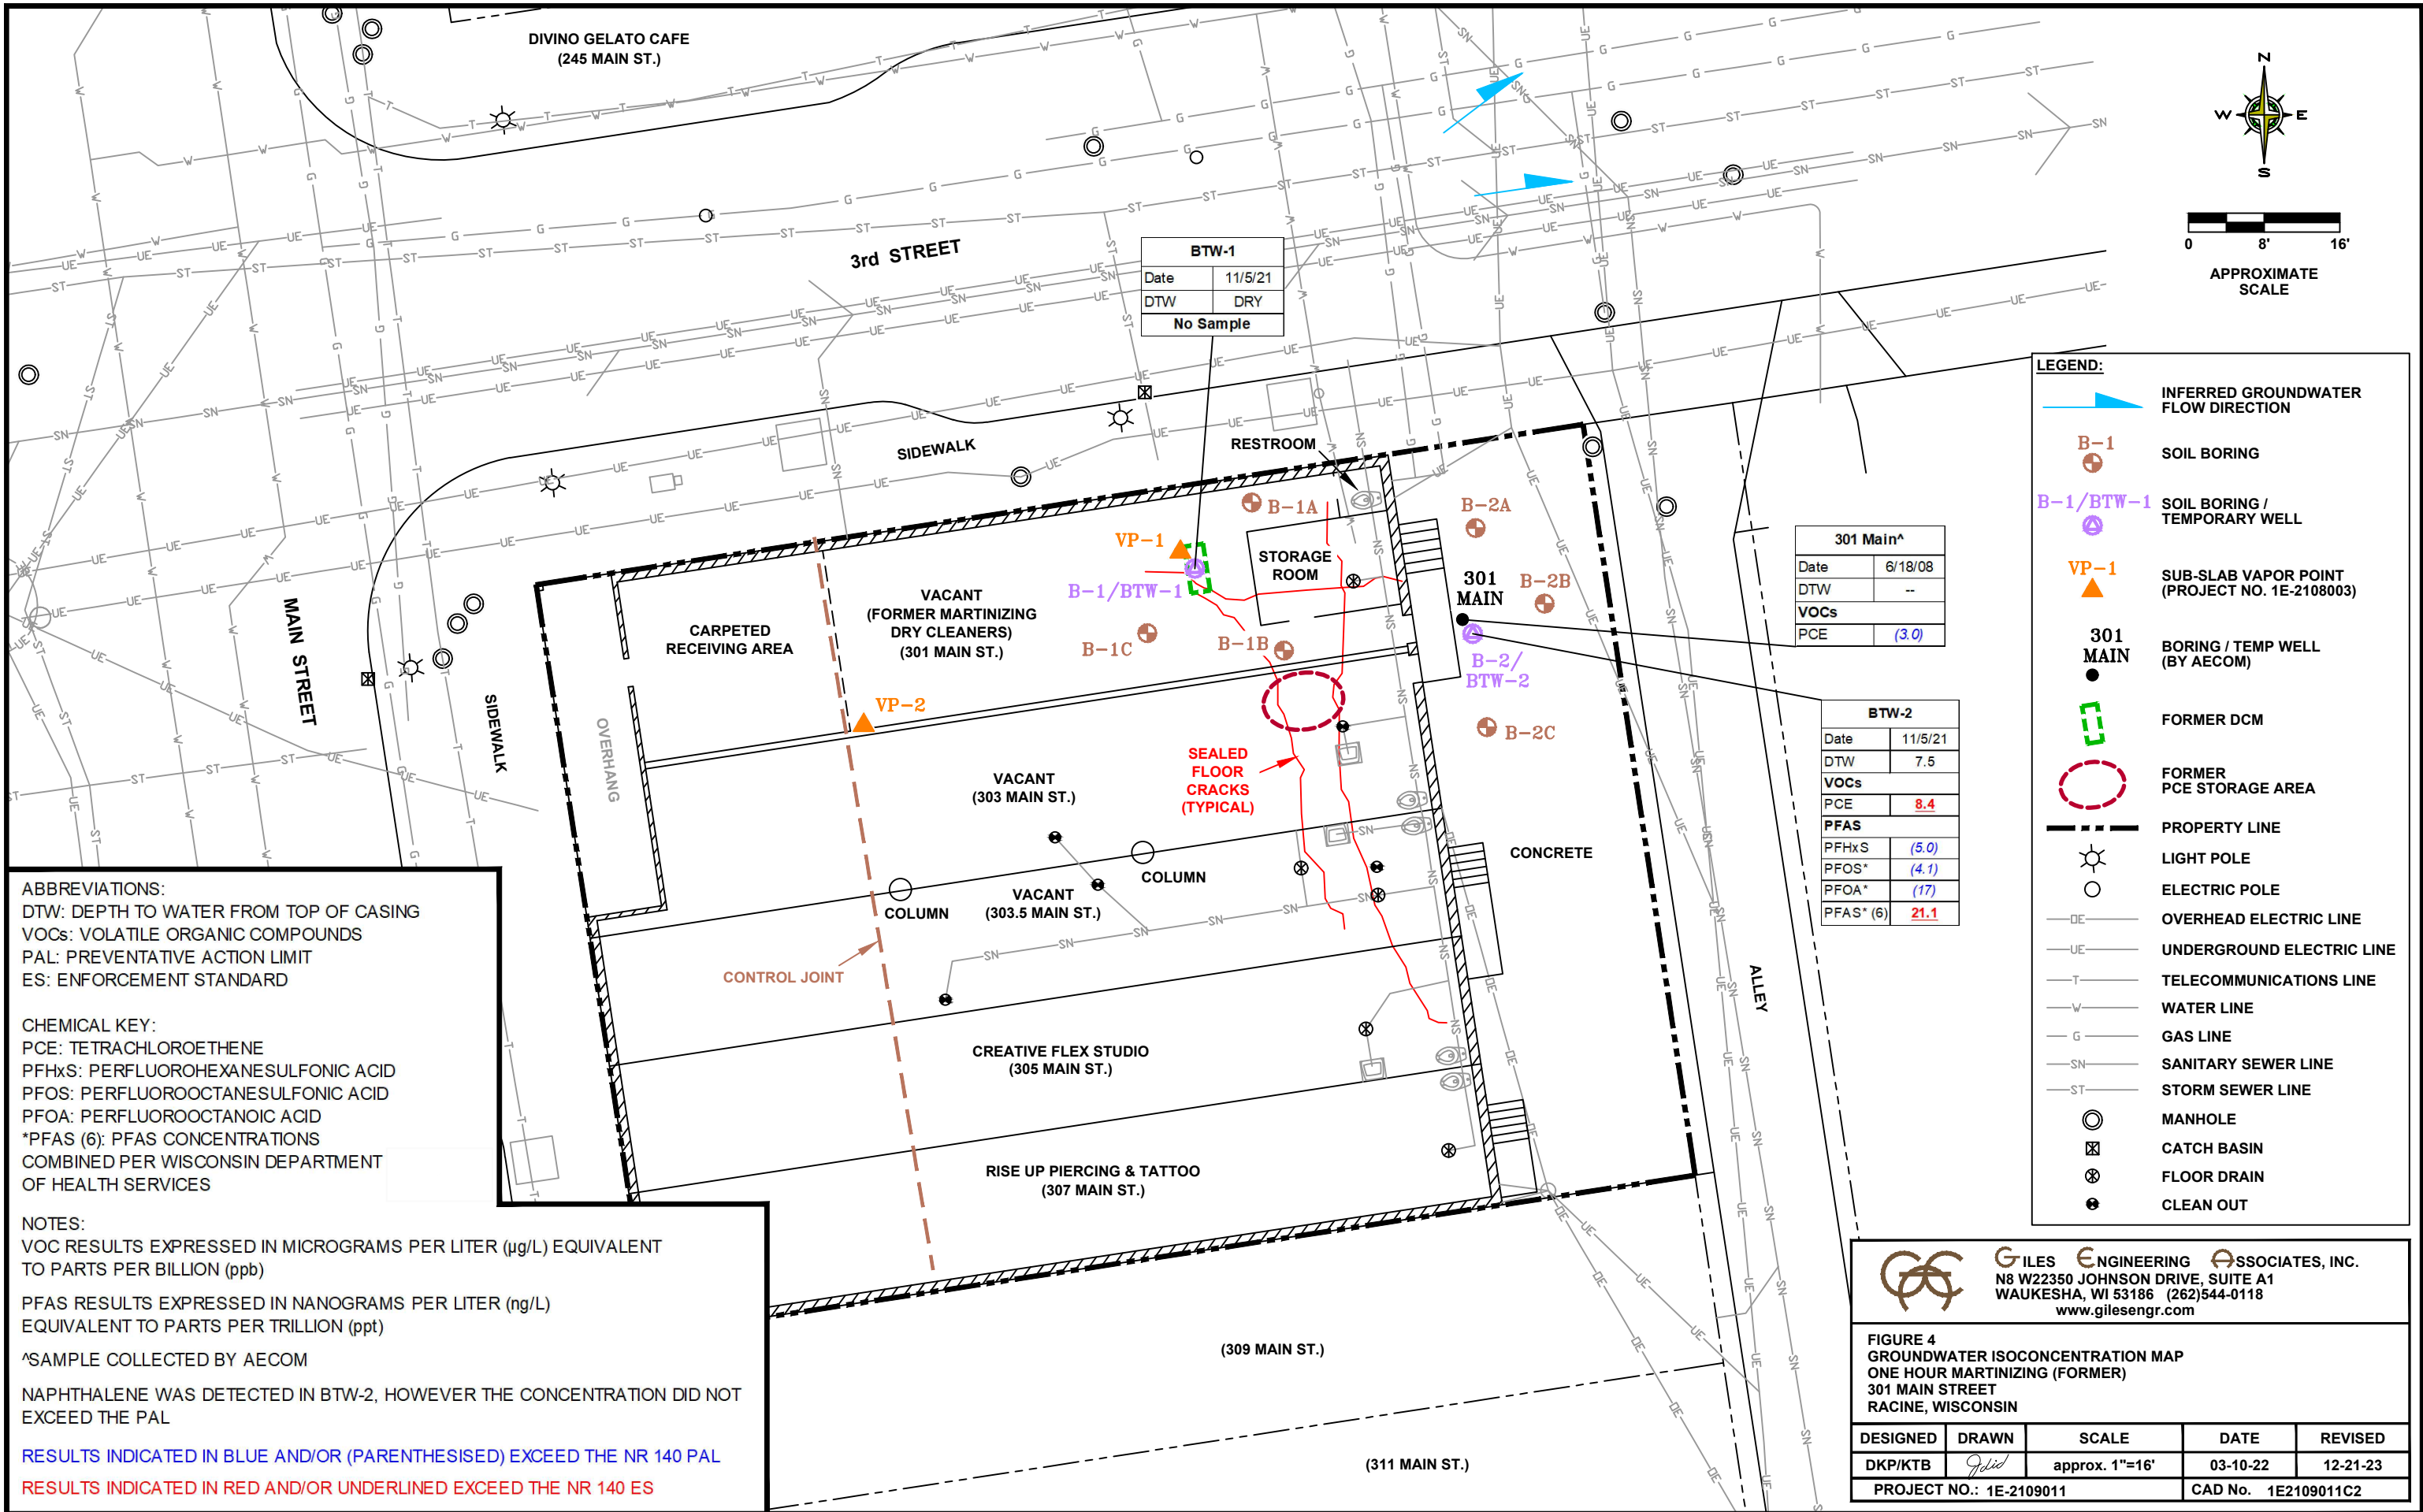 DIVINO GELATO CAFE
(245 MAIN ST.)
N
W E
S
0 8' 16'
APPROXIMATE
SCALE
3rd STREET
BTW-1
Date 11/5/21
DTW DRY
No Sample
SIDEWALK
RESTROOM
B-1A
B-2A
VP-1
STORAGE
ROOM
B-1/BTW-1
301
MAIN
B-2B
VACANT
(FORMER MARTINIZING
DRY CLEANERS)
(301 MAIN ST.)
CARPETED
RECEIVING AREA
B-1C
B-1B
B-2/
BTW-2
VP-2
B-2C
MAIN STREET
SIDEWALK
OVERHANG
SEALED
FLOOR
CRACKS
(TYPICAL)
VACANT
(303 MAIN ST.)
COLUMN
COLUMN
VACANT
(303.5 MAIN ST.)
CONCRETE
CONTROL JOINT
ALLEY
CREATIVE FLEX STUDIO
(305 MAIN ST.)
RISE UP PIERCING & TATTOO
(307 MAIN ST.)
(309 MAIN ST.)
(311 MAIN ST.)
301 Main^
Date 6/18/08
DTW --
VOCs
PCE (3.0)
BTW-2
Date 11/5/21
DTW 7.5
VOCs
PCE 8.4
PFAS
PFHxS (5.0)
PFOS* (4.1)
PFOA* (17)
PFAS* (6) 21.1
LEGEND:
INFERRED GROUNDWATER
FLOW DIRECTION
B-1
SOIL BORING
B-1/BTW-1
SOIL BORING /
TEMPORARY WELL
VP-1
SUB-SLAB VAPOR POINT
(PROJECT NO. 1E-2108003)
301
MAIN
BORING / TEMP WELL
(BY AECOM)
FORMER DCM
FORMER
PCE STORAGE AREA
PROPERTY LINE
LIGHT POLE
ELECTRIC POLE
OE OVERHEAD ELECTRIC LINE
UE UNDERGROUND ELECTRIC LINE
T TELECOMMUNICATIONS LINE
W WATER LINE
G GAS LINE
SN SANITARY SEWER LINE
ST STORM SEWER LINE
MANHOLE
CATCH BASIN
FLOOR DRAIN
CLEAN OUT
ABBREVIATIONS:
DTW: DEPTH TO WATER FROM TOP OF CASING
VOCs: VOLATILE ORGANIC COMPOUNDS
PAL: PREVENTATIVE ACTION LIMIT
ES: ENFORCEMENT STANDARD
CHEMICAL KEY:
PCE: TETRACHLOROETHENE
PFHxS: PERFLUOROHEXANESULFONIC ACID
PFOS: PERFLUOROOCTANESULFONIC ACID
PFOA: PERFLUOROOCTANOIC ACID
*PFAS (6): PFAS CONCENTRATIONS
COMBINED PER WISCONSIN DEPARTMENT
OF HEALTH SERVICES
NOTES:
VOC RESULTS EXPRESSED IN MICROGRAMS PER LITER (µg/L) EQUIVALENT
TO PARTS PER BILLION (ppb)
PFAS RESULTS EXPRESSED IN NANOGRAMS PER LITER (ng/L)
EQUIVALENT TO PARTS PER TRILLION (ppt)
^SAMPLE COLLECTED BY AECOM
NAPHTHALENE WAS DETECTED IN BTW-2, HOWEVER THE CONCENTRATION DID NOT
EXCEED THE PAL
RESULTS INDICATED IN BLUE AND/OR (PARENTHESISED) EXCEED THE NR 140 PAL
RESULTS INDICATED IN RED AND/OR UNDERLINED EXCEED THE NR 140 ES
GILES ENGINEERING ASSOCIATES, INC.
N8 W22350 JOHNSON DRIVE, SUITE A1
WAUKESHA, WI 53186 (262)544-0118
www.gilesengr.com
FIGURE 4
GROUNDWATER ISOCONCENTRATION MAP
ONE HOUR MARTINIZING (FORMER)
301 MAIN STREET
RACINE, WISCONSIN
DESIGNED DRAWN SCALE DATE REVISED
DKP/KTB approx. 1"=16' 03-10-22 12-21-23
PROJECT NO.: 1E-2109011 CAD No. 1E2109011C2